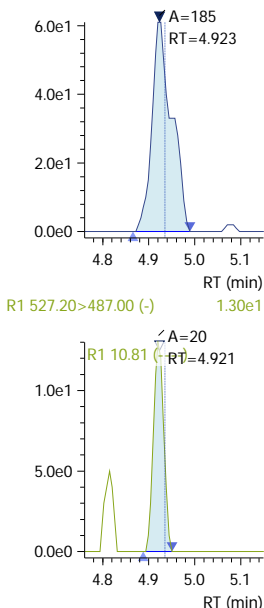 6.0e1
A=185
RT=4.923
4.0e1
2.0e1
0.0e0
4.8 4.9 5.0 5.1
RT (min)
R1 527.20>487.00 (-) 1.30e1
A=20
R1 10.81
RT=4.921
1.0e1
5.0e0
0.0e0
4.8 4.9 5.0 5.1
RT (min)